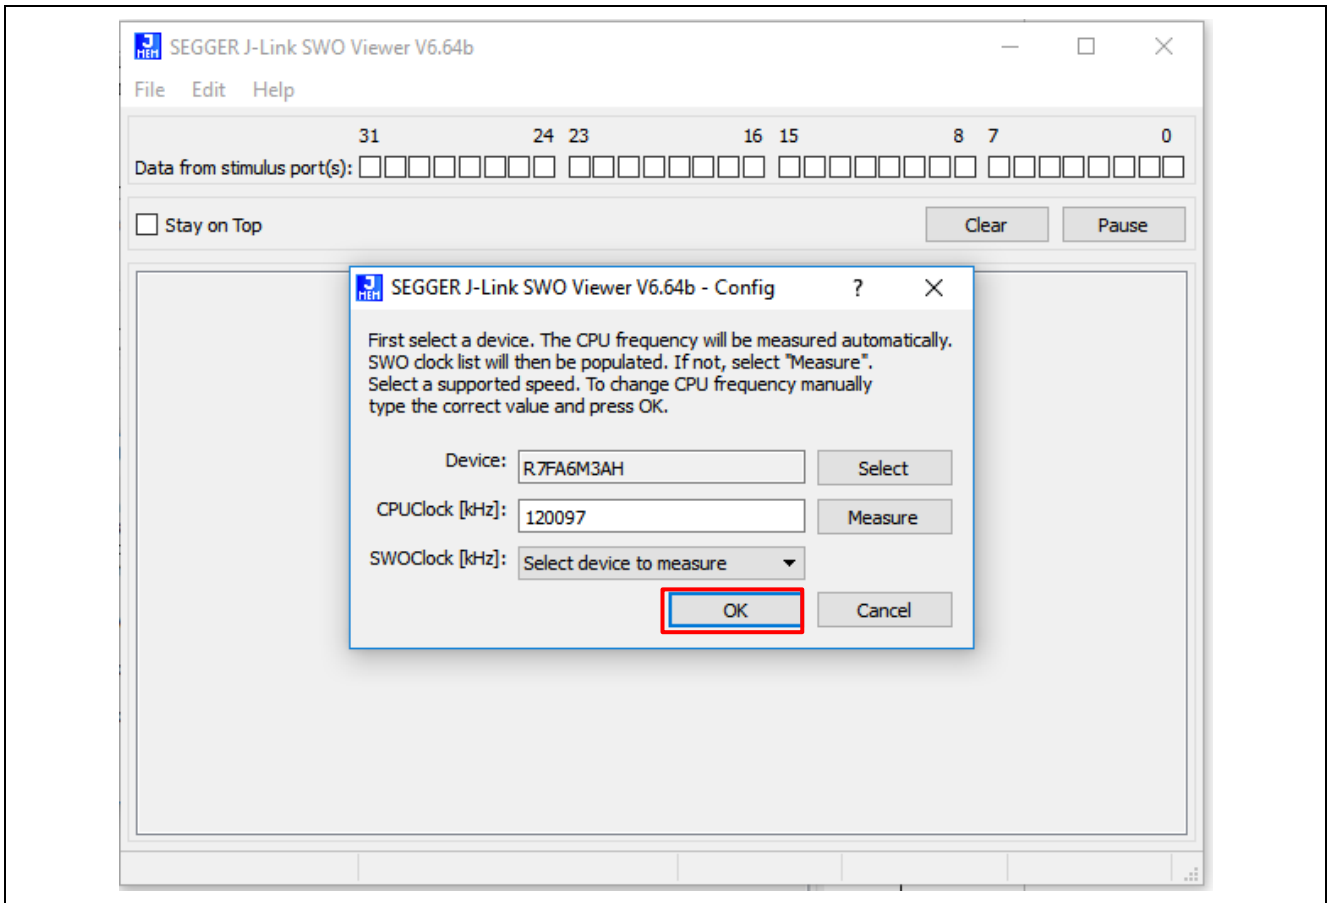 SEGGER J-Link SWO Viewer V6.64b
File Edit Help
31 24 23 16 15 8 7 0
Data from stimulus port(s):
Stay on Top Clear Pause
SEGGER J-Link SWO Viewer V6.64b - Config ?
First select a device. The CPU frequency will be measured automatically.
SWO clock list will then be populated. If not, select "Measure".
Select a supported speed. To change CPU frequency manually
type the correct value and press OK.
Device: R7FA6M3AH Select
CPUClock [kHz]: 120097 Measure
SWOClock [kHz]: Select device to measure
OK Cancel